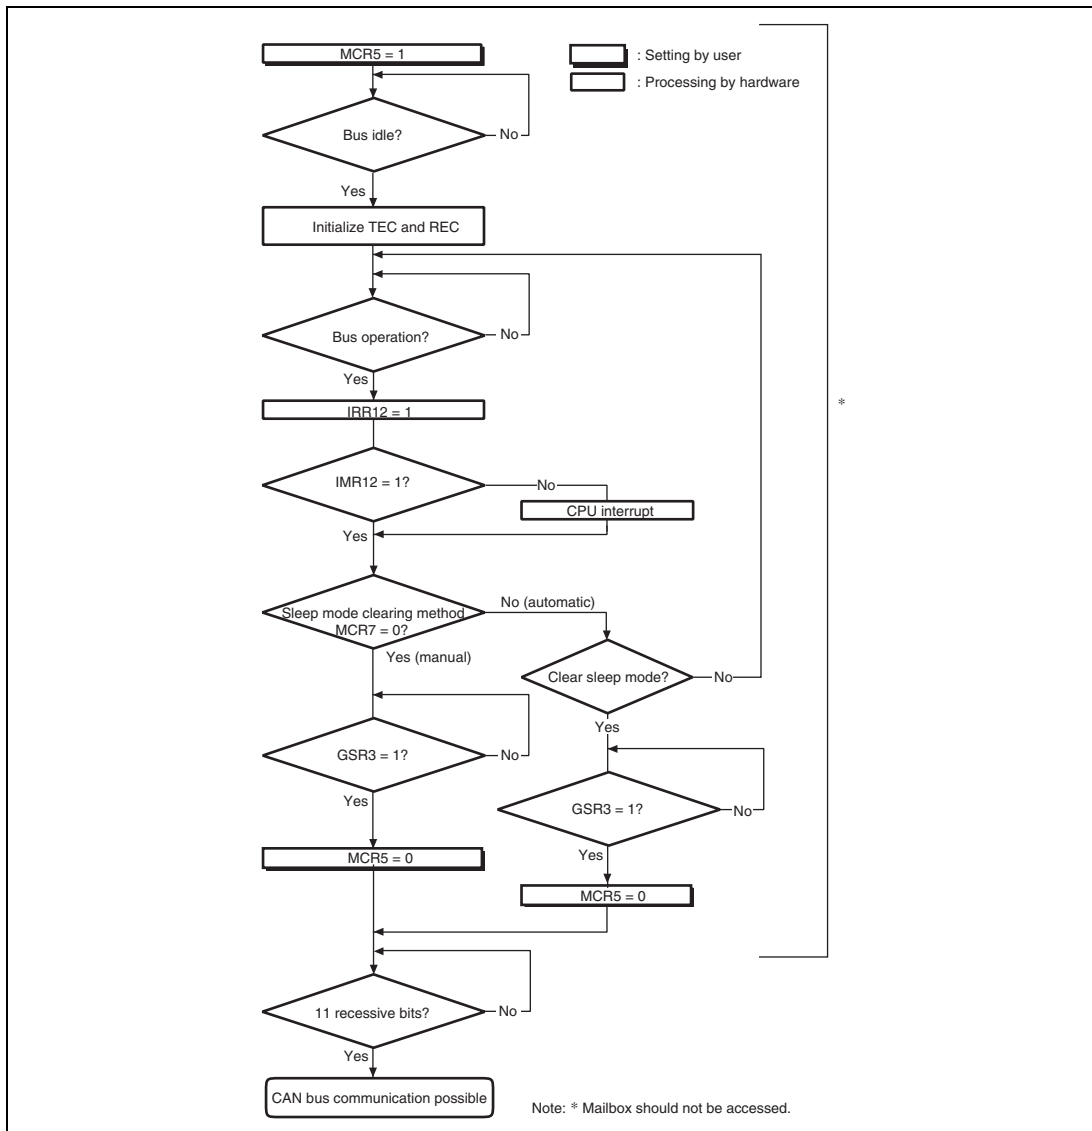 MCR5 = 1
: Setting by user
: Processing by hardware
Bus idle?
No
Yes
Initialize TEC and REC
Bus operation?
No
Yes
IRR12 = 1
*
IMR12 = 1?
No
CPU interrupt
Yes
Sleep mode clearing method
MCR7 = 0?
No (automatic)
Yes (manual)
Clear sleep mode?
No
Yes
GSR3 = 1?
No
Yes
GSR3 = 1?
No
Yes
MCR5 = 0
MCR5 = 0
11 recessive bits?
No
Yes
CAN bus communication possible
Note: * Mailbox should not be accessed.